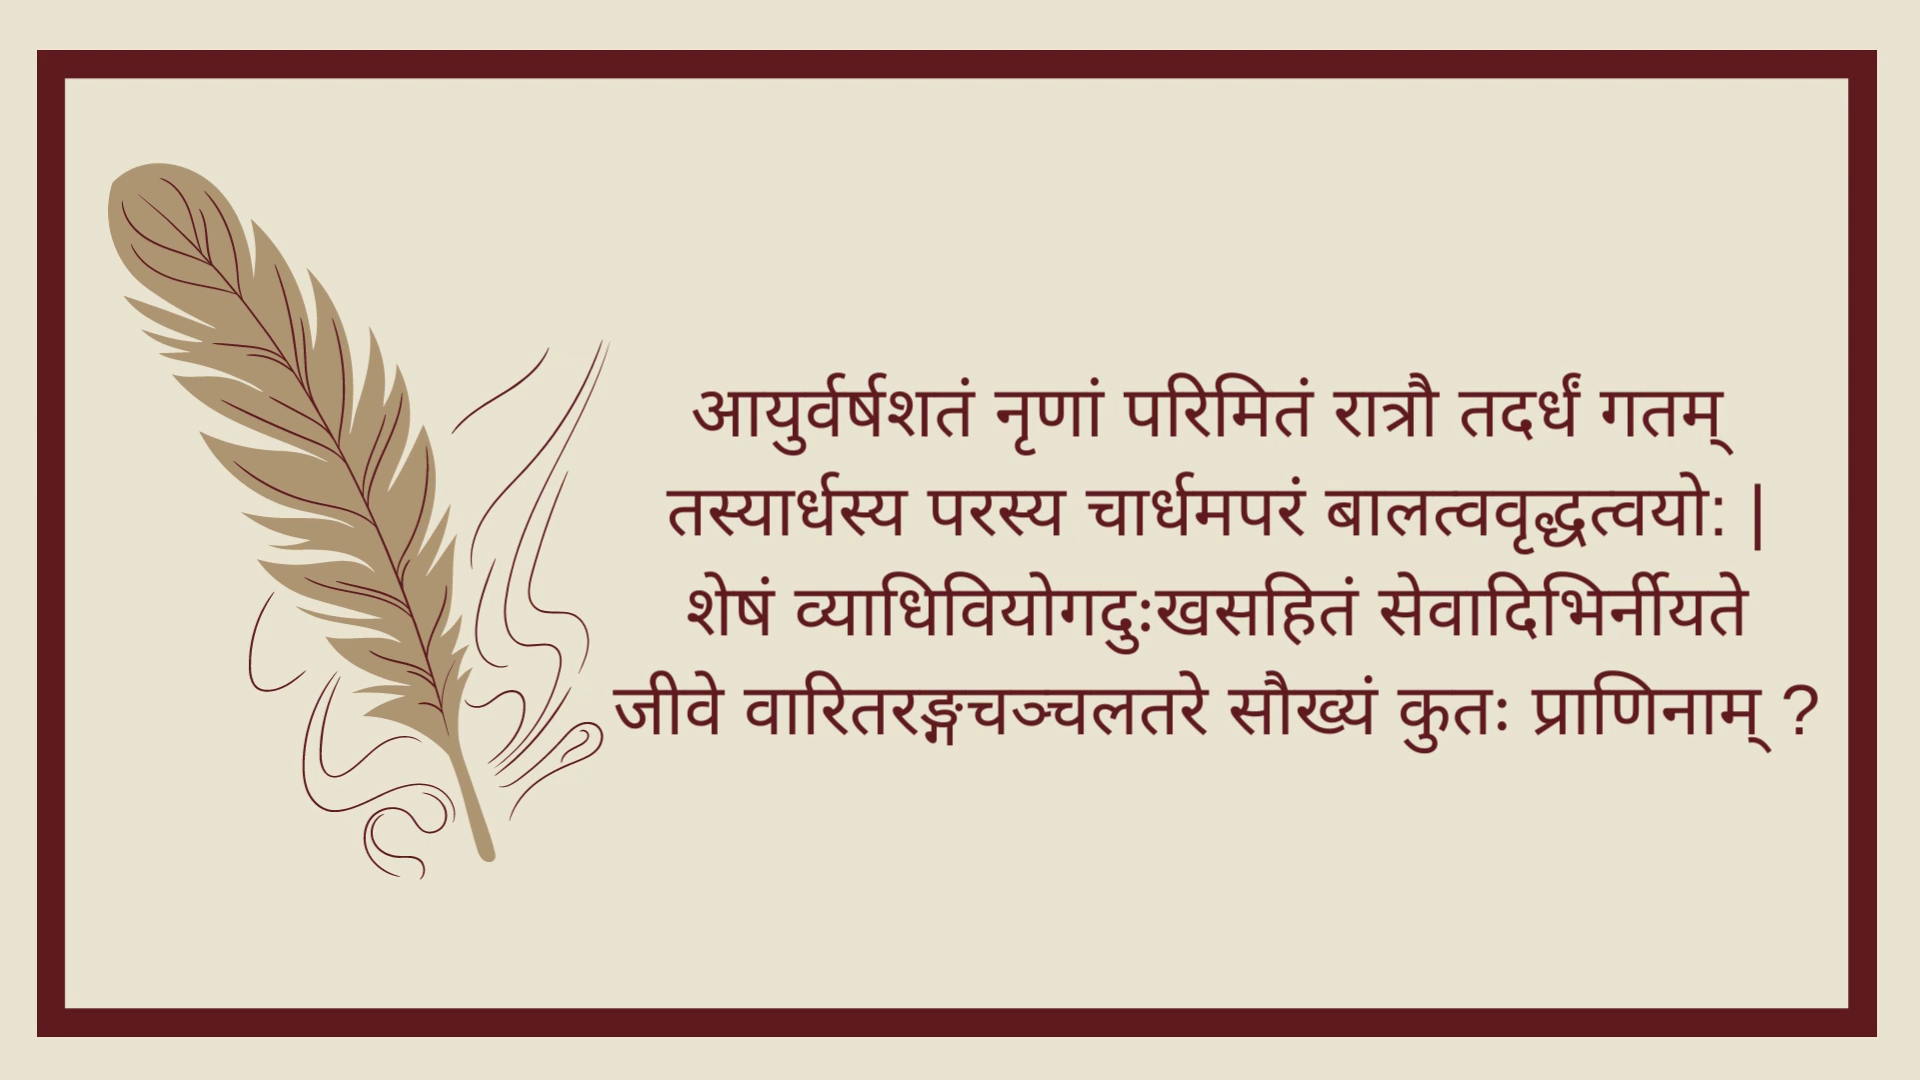 आयुर्वर्षशतं नृणां परिमितं रात्रौ तदर्धं गतम्
तस्यार्धस्य परस्य चार्धमपरं बालत्ववृद्धत्वयो: |
शेषं व्याधिवियोगदुःखसहितं सेवादिभिर्नीयते
जीवे वारितरङ्गचञ्चलतरे सौख्यं कुतः प्राणिनाम् ?